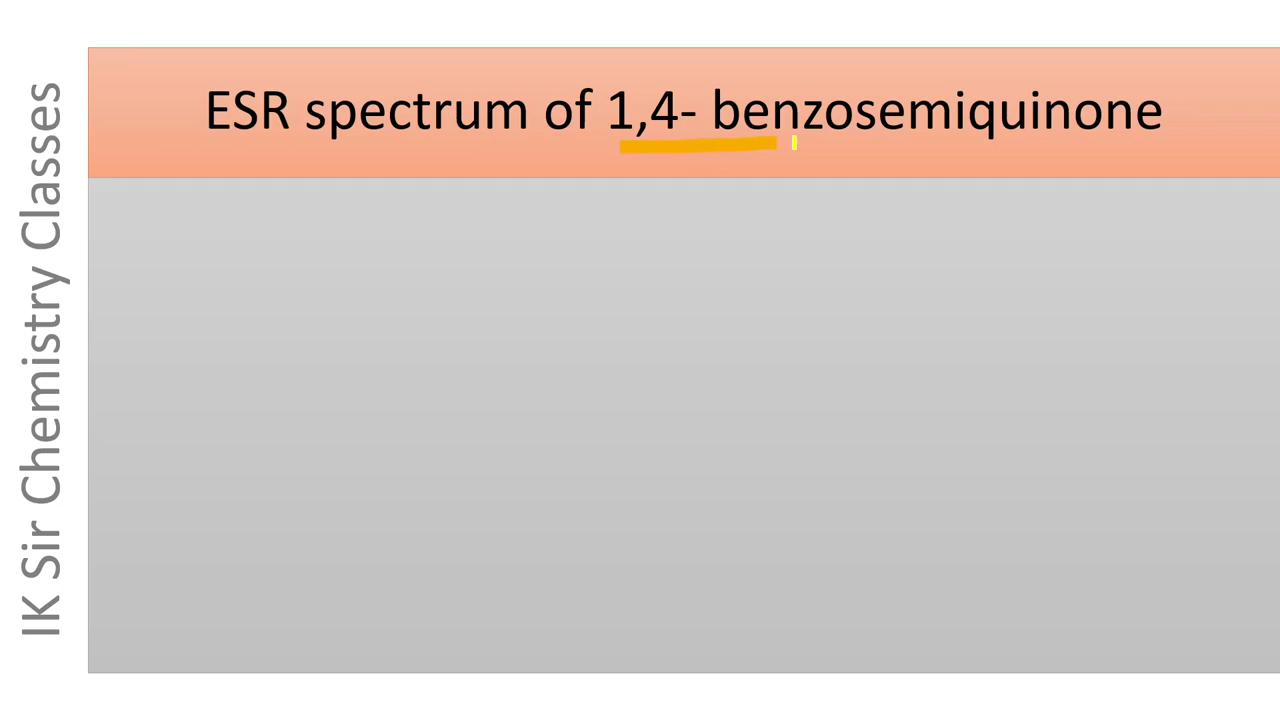 ESR spectrum of 1,4- benzosemiquinone
IK Sir Chemistry Classes